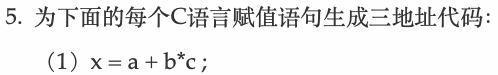 5. 为下面的每个C语言赋值语句生成三地址代码:
（1）x = a + b*c ;